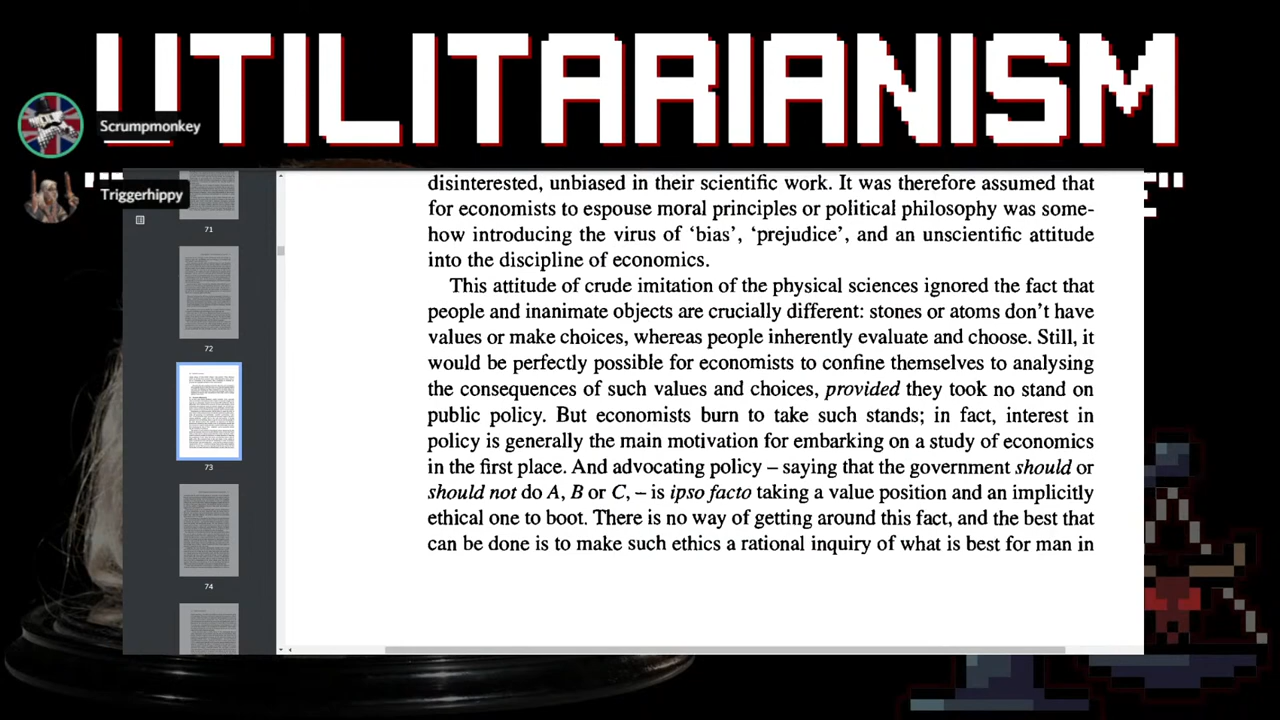 UTILITARIANISM
Scrumpmonkey
Triggerhippy
71
72
73
74
disinterested, unbiased in their scientific work. It was therefore assumed that
for economists to espouse moral principles or political philosophy was some-
how introducing the virus of ‘bias’, ‘prejudice’, and an unscientific attitude
into the discipline of economics.
This attitude of crude imitation of the physical sciences ignored the fact that
people and inanimate objects are crucially different: stones or atoms don’t have
values or make choices, whereas people inherently evaluate and choose. Still, it
would be perfectly possible for economists to confine themselves to analysing
the consequences of such values and choices, provided they took no stand on
public policy. But economists burn to take such stands; in fact, interest in
policy is generally the main motivation for embarking on a study of economics
in the first place. And advocating policy – saying that the government should or
should not do A, B or C, – is ipso facto taking a value position and an implicitly
ethical one to boot. There is no way of getting around this fact, and the best that
can be done is to make such ethics a rational inquiry of what is best for man in